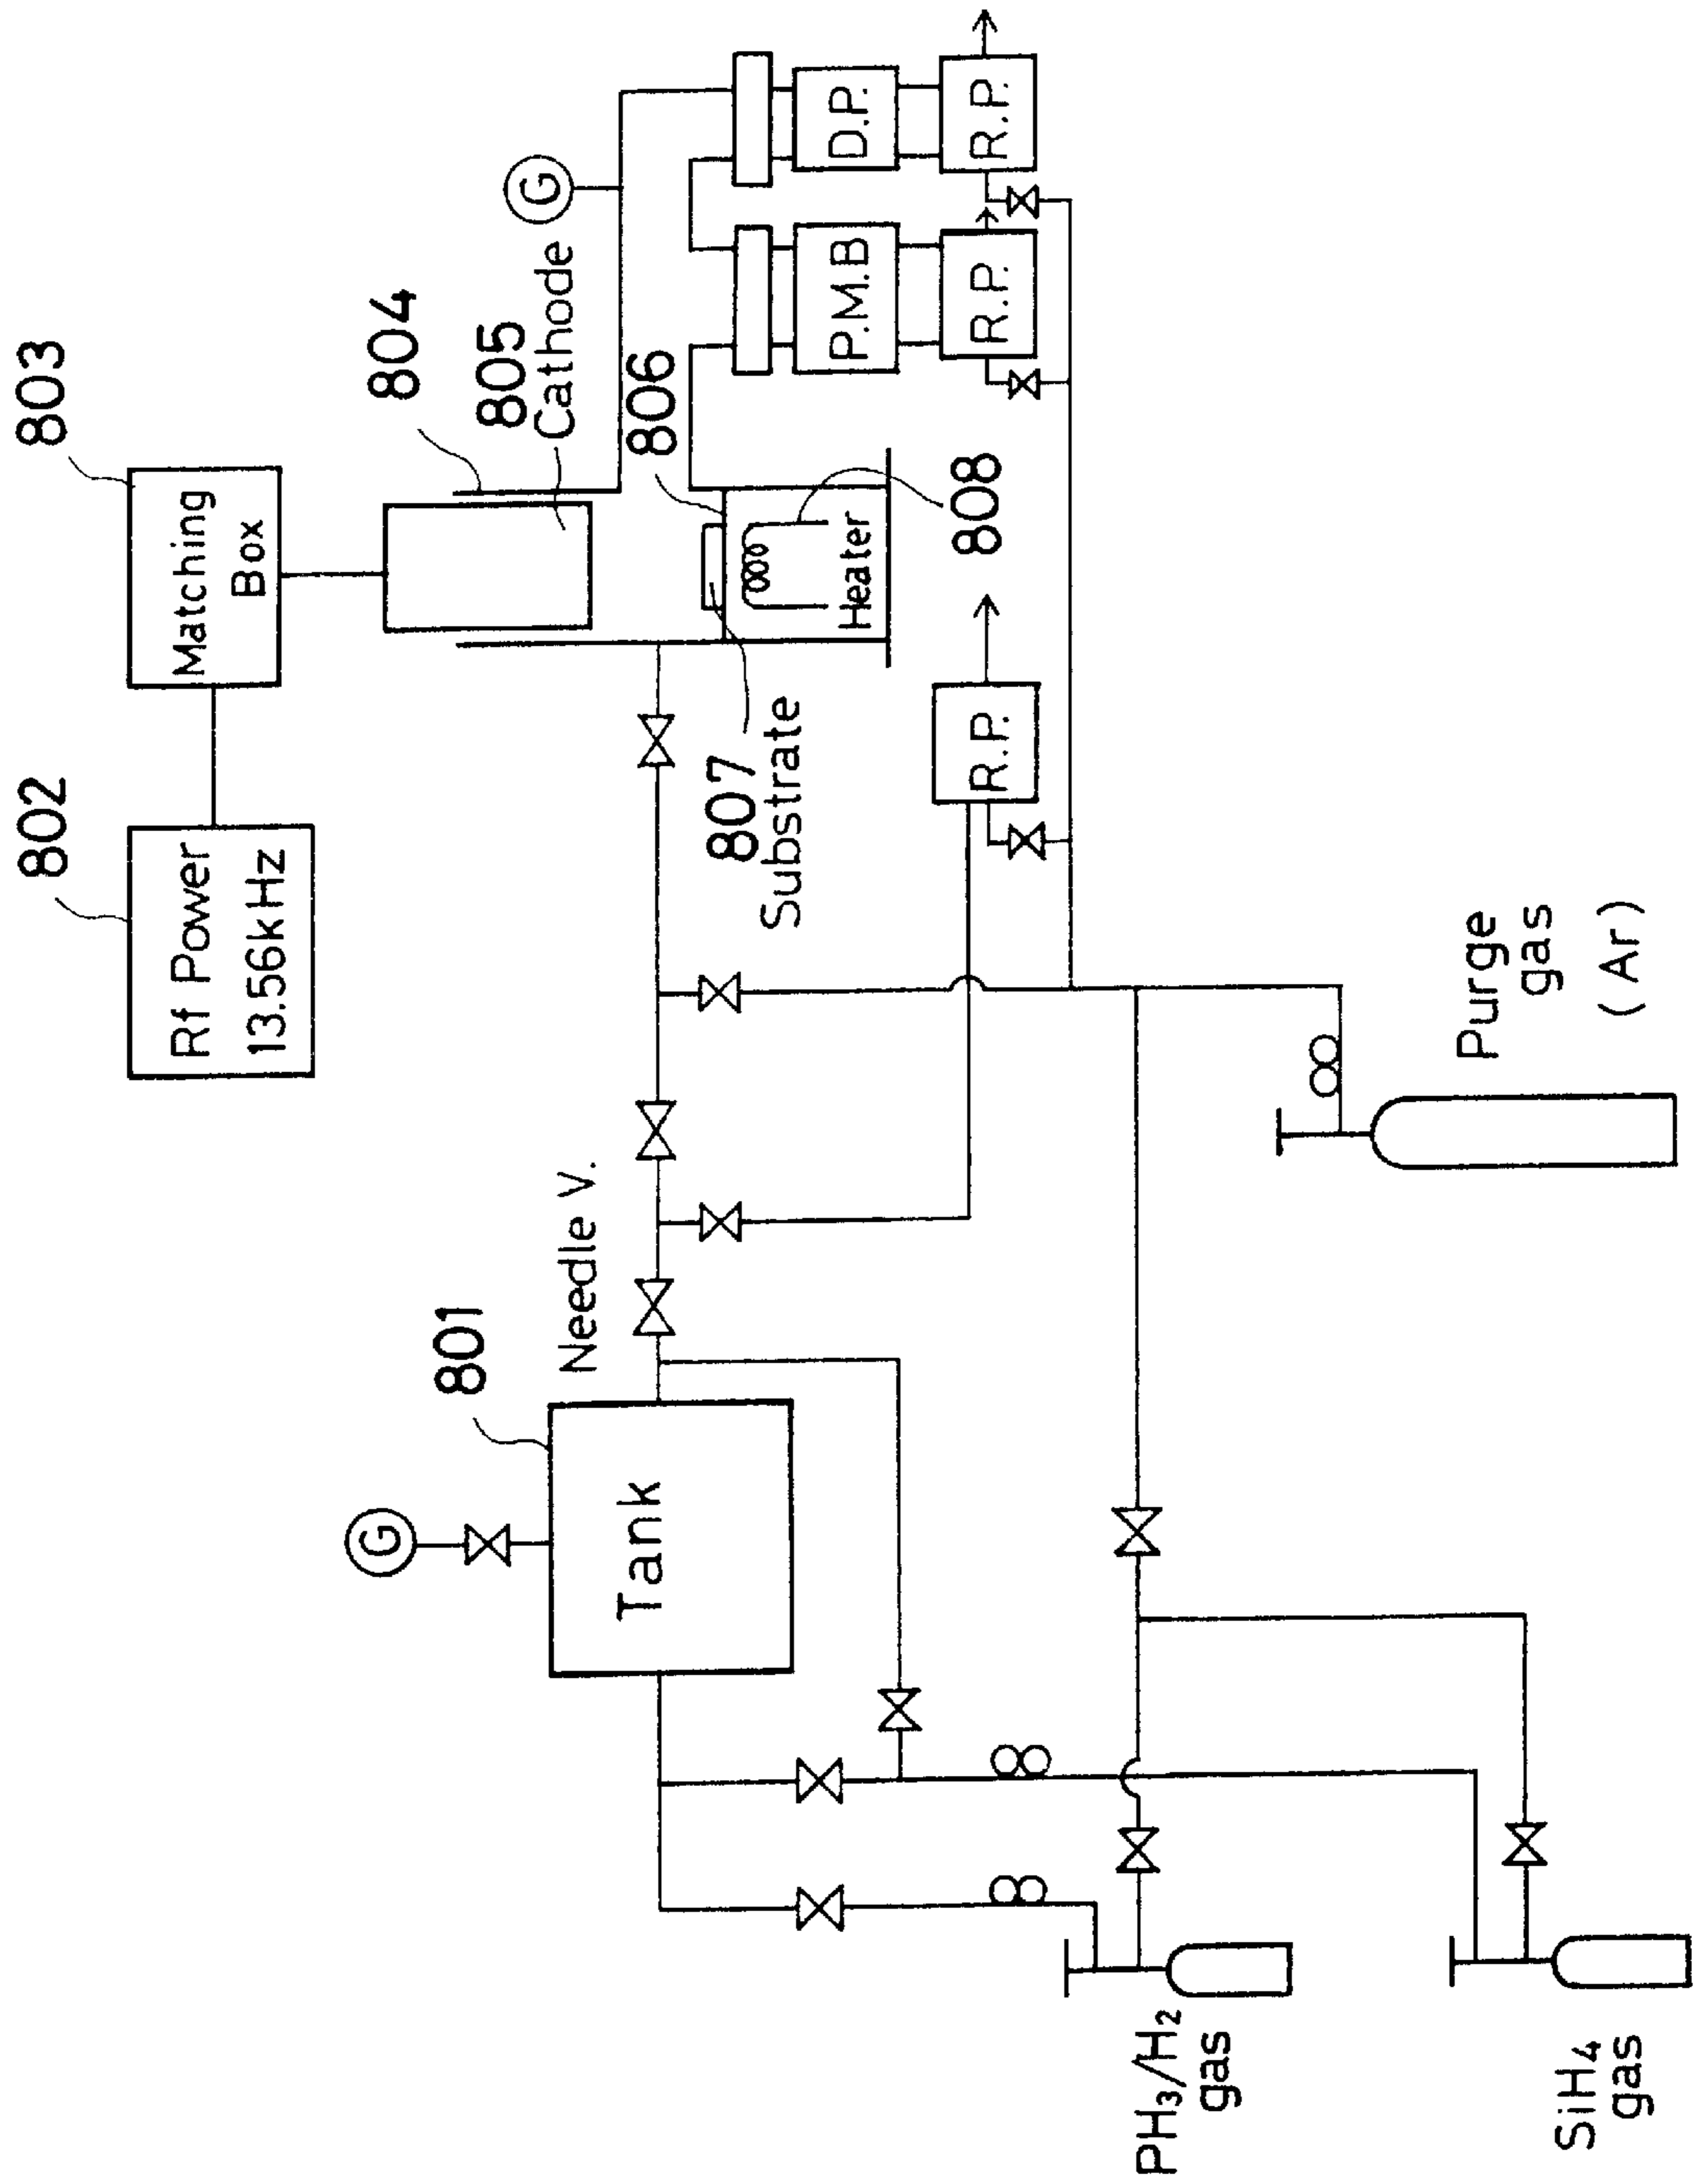 802
803
Rf Power
13.56kHz
Matching
Box
804
805
Cathode
G
806
G
801
Needle V.
Tank
807
Substrate
Heater
808
P.M.B
D.P.
R.P.
R.P.
R.P.
PH₃/H₂
gas
SiH₄
gas
Purge
gas
(Ar)